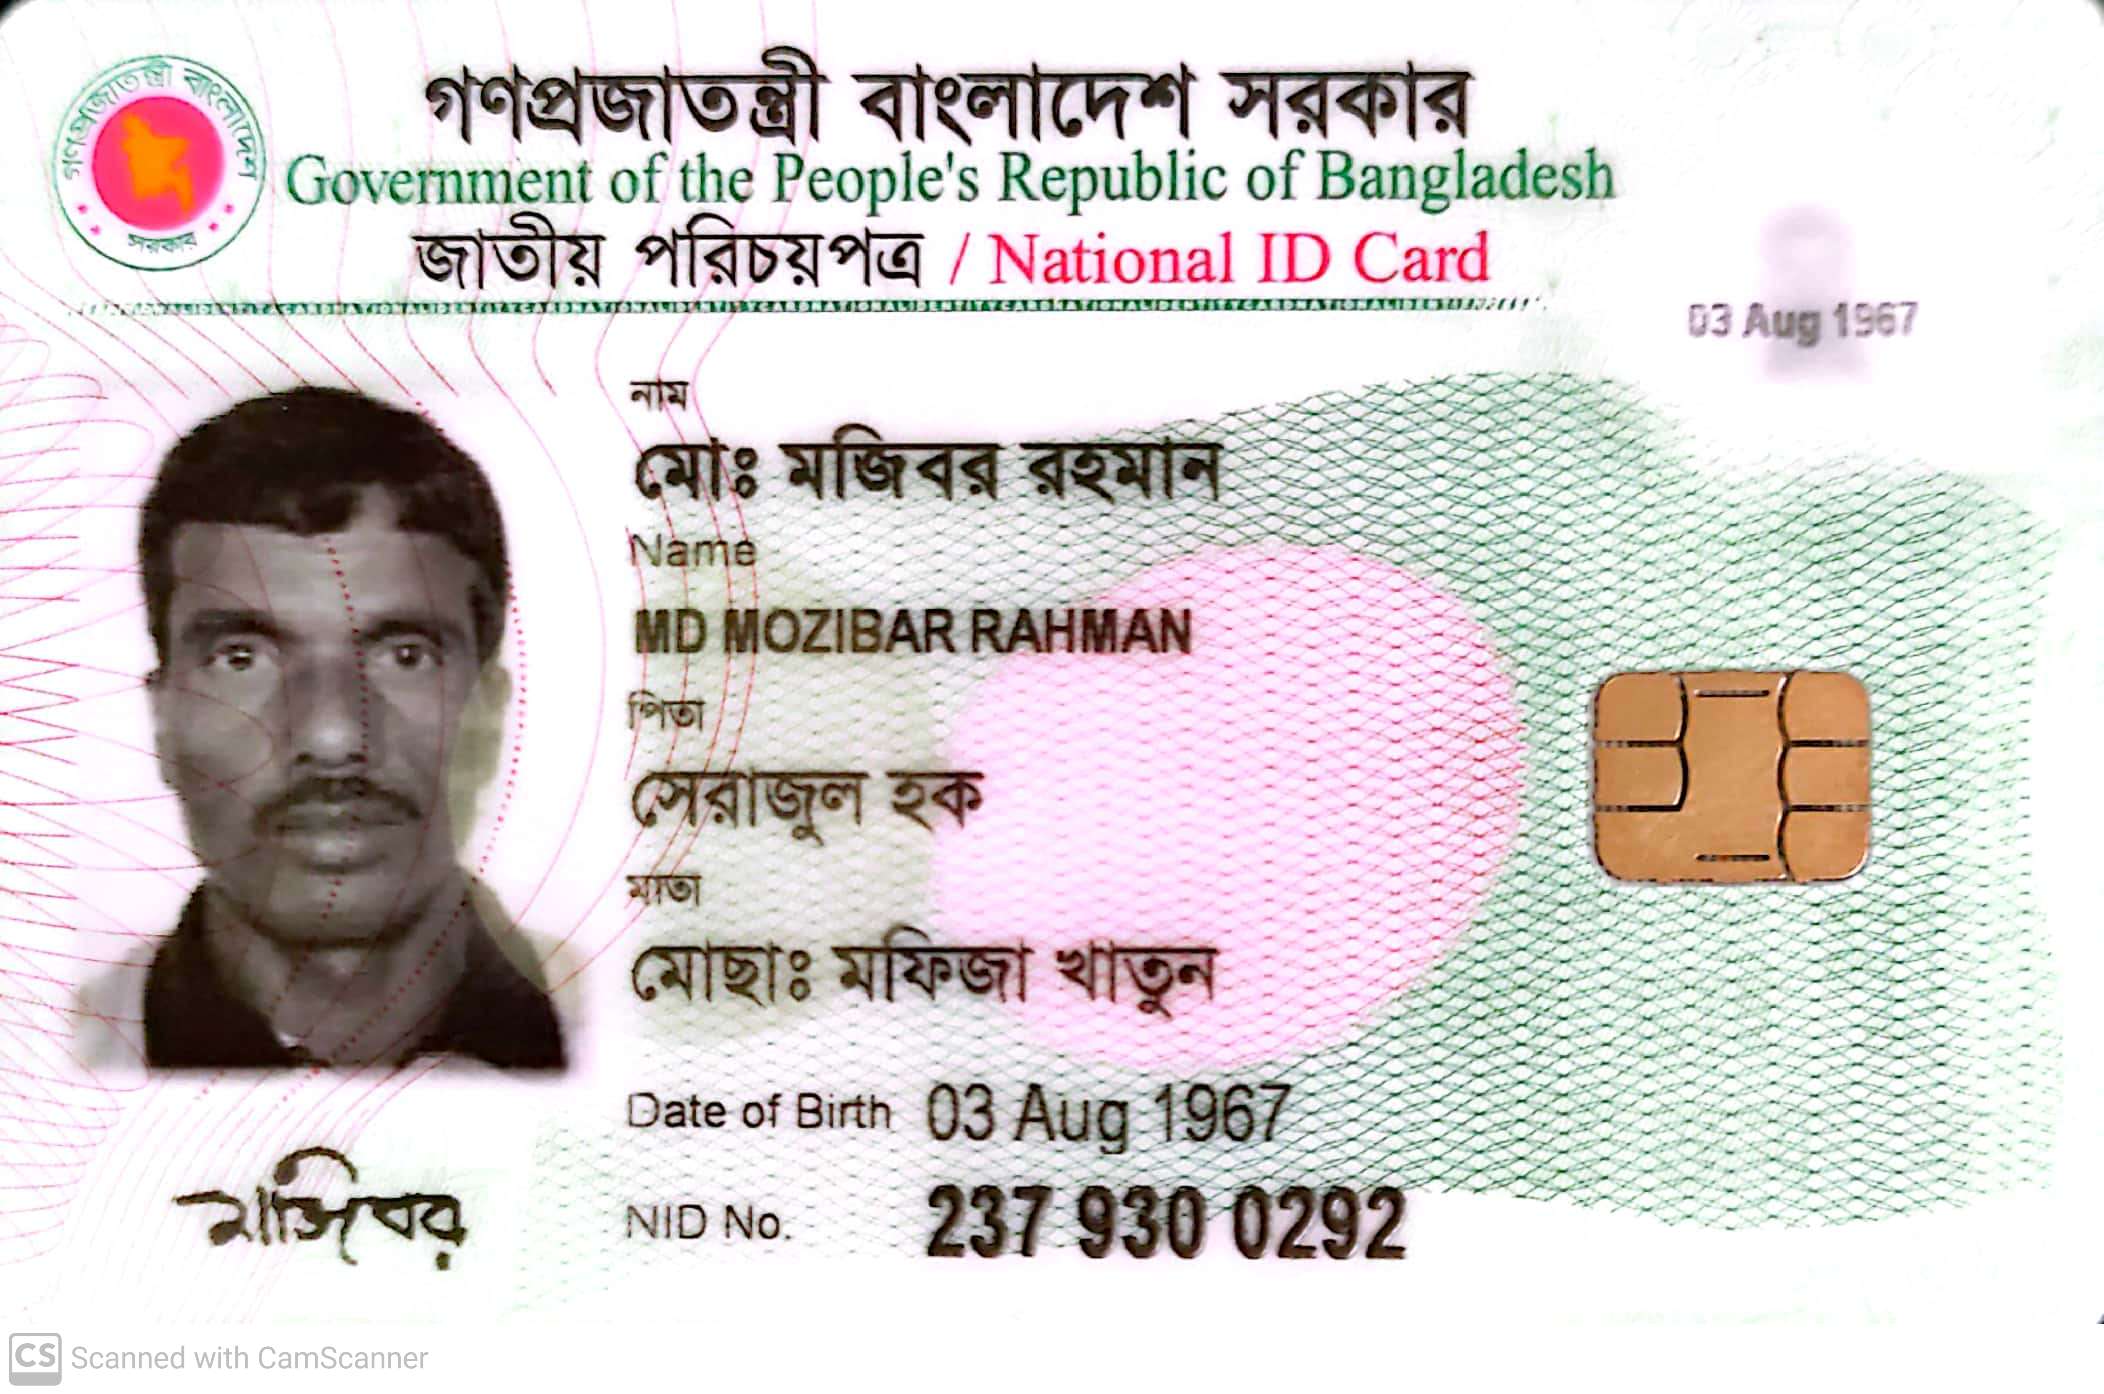 গণপ্রজাতন্ত্রী বাংলাদেশ সরকার
Government of the People's Republic of Bangladesh
জাতীয় পরিচয়পত্র / National ID Card
গণপ্রজাতন্ত্রী বাংলাদেশ
সরকার
03 Aug 1967
নাম
মোঃ মজিবর রহমান
Name
MD MOZIBAR RAHMAN
পিতা
সেরাজুল হক
মাতা
মোছাঃ মফিজা খাতুন
Date of Birth 03 Aug 1967
মজিবর
NID No. 237 930 0292
CS Scanned with CamScanner